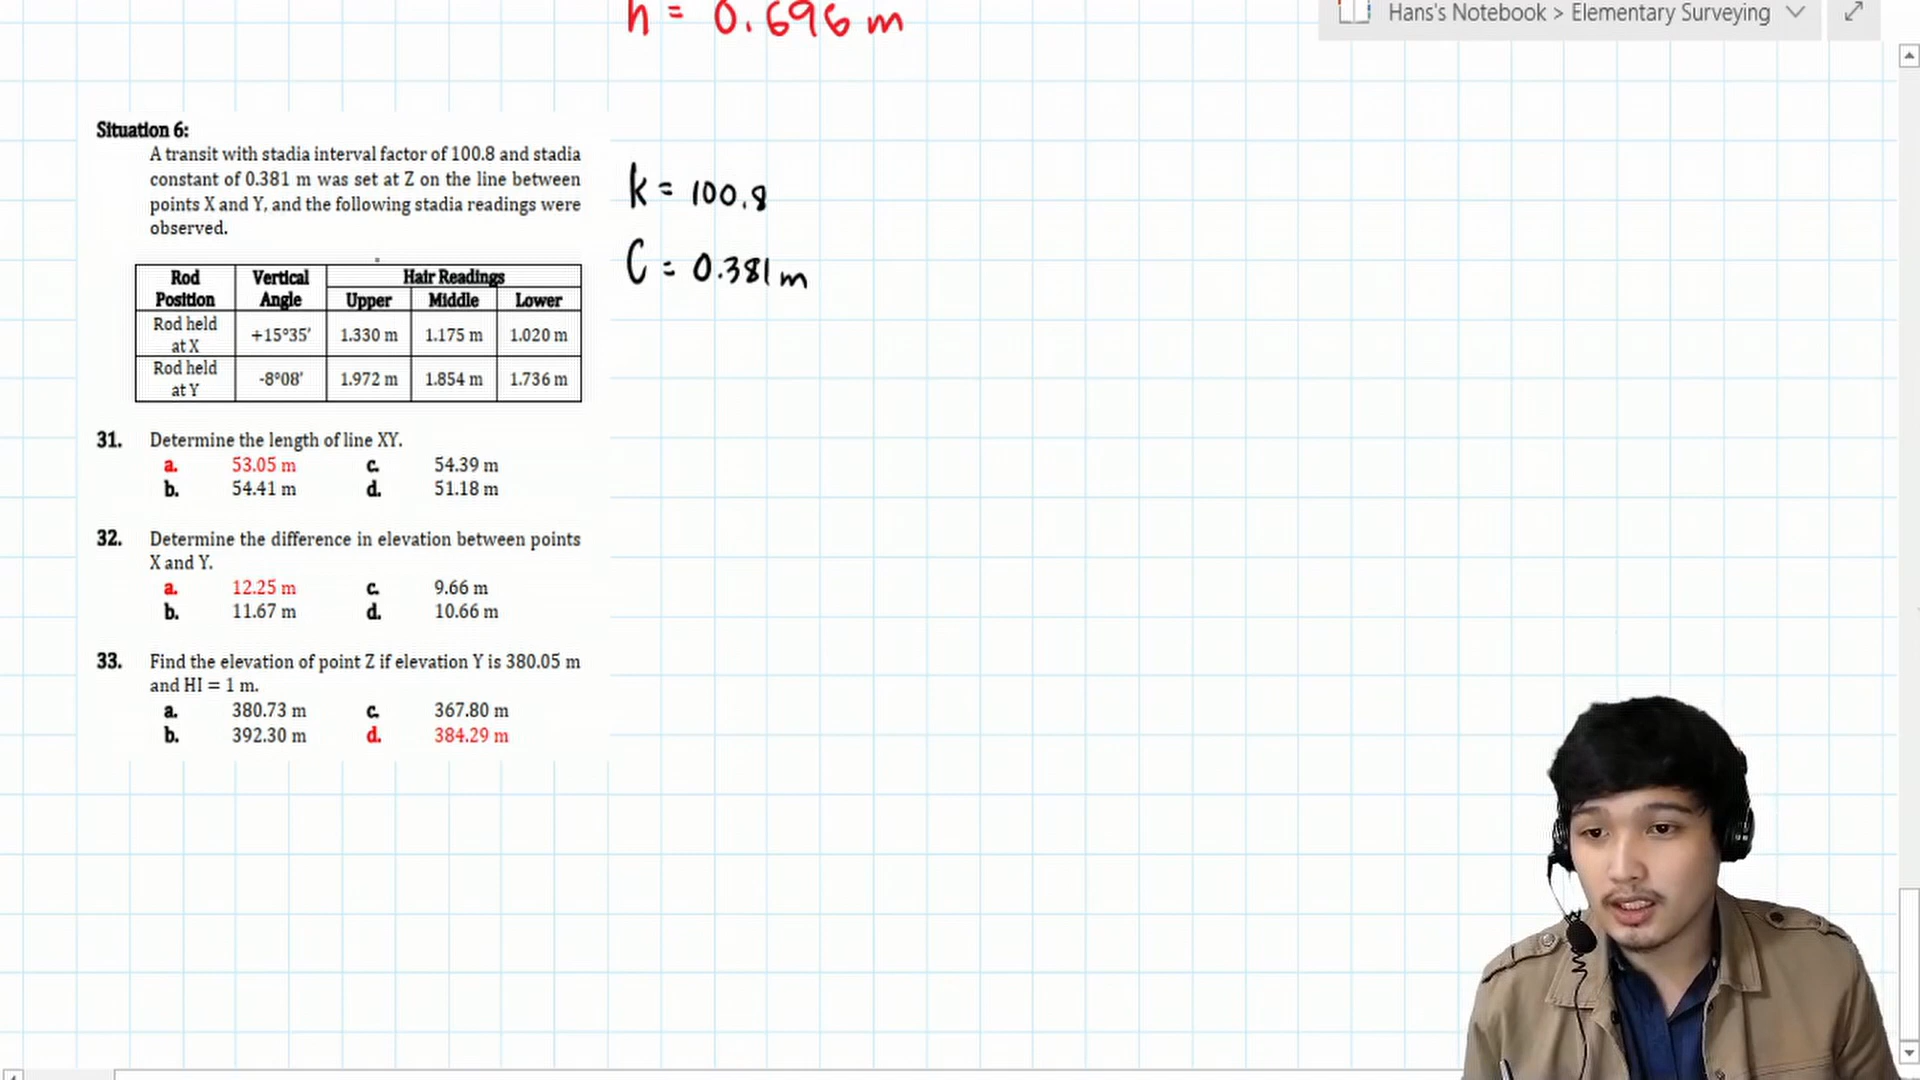 h = 0.696 m
Hans's Notebook > Elementary Surveying
Situation 6:
A transit with stadia interval factor of 100.8 and stadia
constant of 0.381 m was set at Z on the line between
points X and Y, and the following stadia readings were
observed.
k = 100.8
C = 0.381 m
Rod Position Vertical Angle Hair Readings
Upper Middle Lower
Rod held at X +15°35' 1.330 m 1.175 m 1.020 m
Rod held at Y -8°08' 1.972 m 1.854 m 1.736 m
31. Determine the length of line XY.
a. 53.05 m c. 54.39 m
b. 54.41 m d. 51.18 m
32. Determine the difference in elevation between points
X and Y.
a. 12.25 m c. 9.66 m
b. 11.67 m d. 10.66 m
33. Find the elevation of point Z if elevation Y is 380.05 m
and HI = 1 m.
a. 380.73 m c. 367.80 m
b. 392.30 m d. 384.29 m